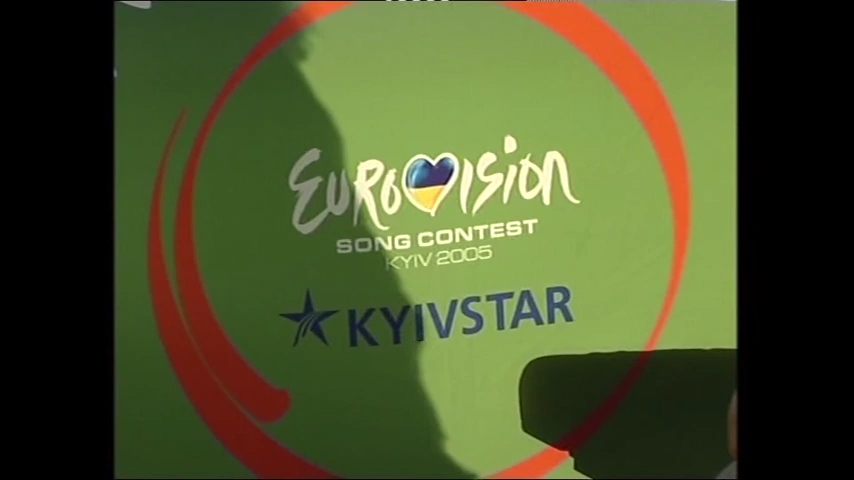 EUROVISION
SONG CONTEST
KYIV 2005
KYIVSTAR